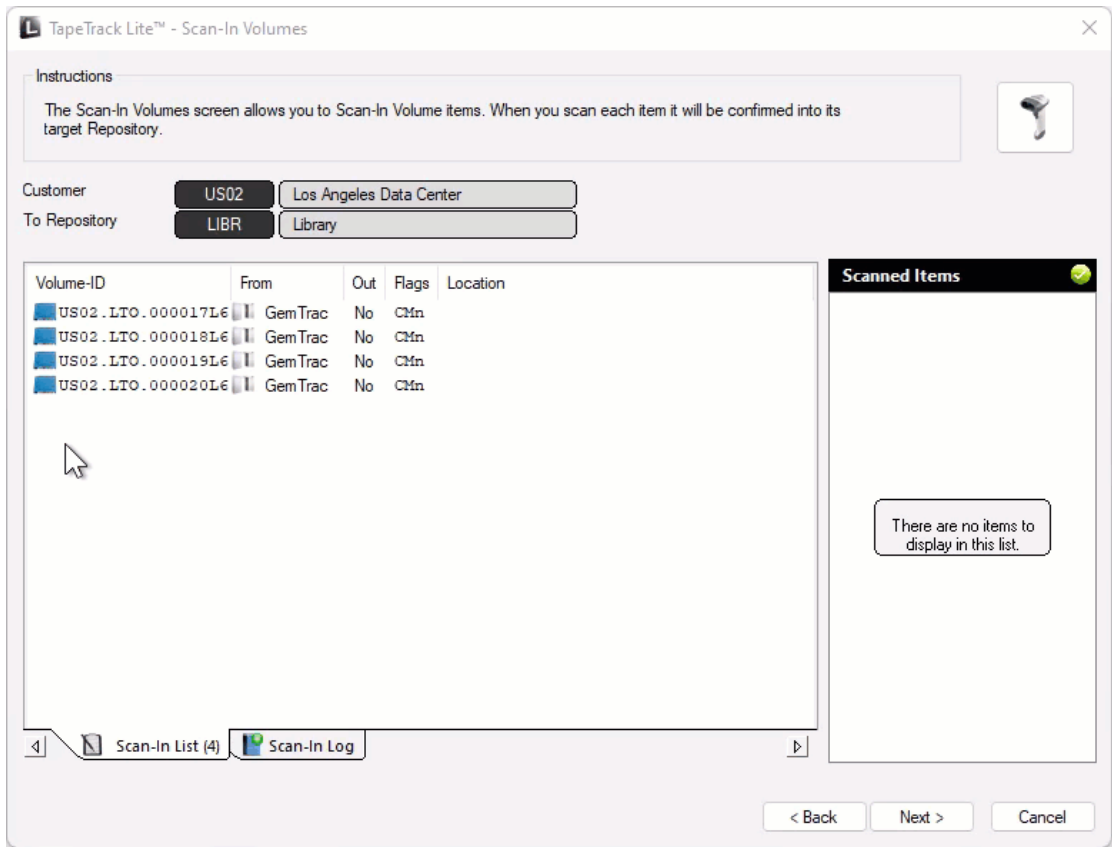 TapeTrack Lite™ - Scan-In Volumes
Instructions
The Scan-In Volumes screen allows you to Scan-In Volume items. When you scan each item it will be confirmed into its
target Repository.
Customer US02 Los Angeles Data Center
To Repository LIBR Library
Volume-ID From Out Flags Location
US02.LTO.000017L6 GemTrac No CMn
US02.LTO.000018L6 GemTrac No CMn
US02.LTO.000019L6 GemTrac No CMn
US02.LTO.000020L6 GemTrac No CMn
Scanned Items
There are no items to
display in this list.
Scan-In List (4) Scan-In Log
< Back Next > Cancel